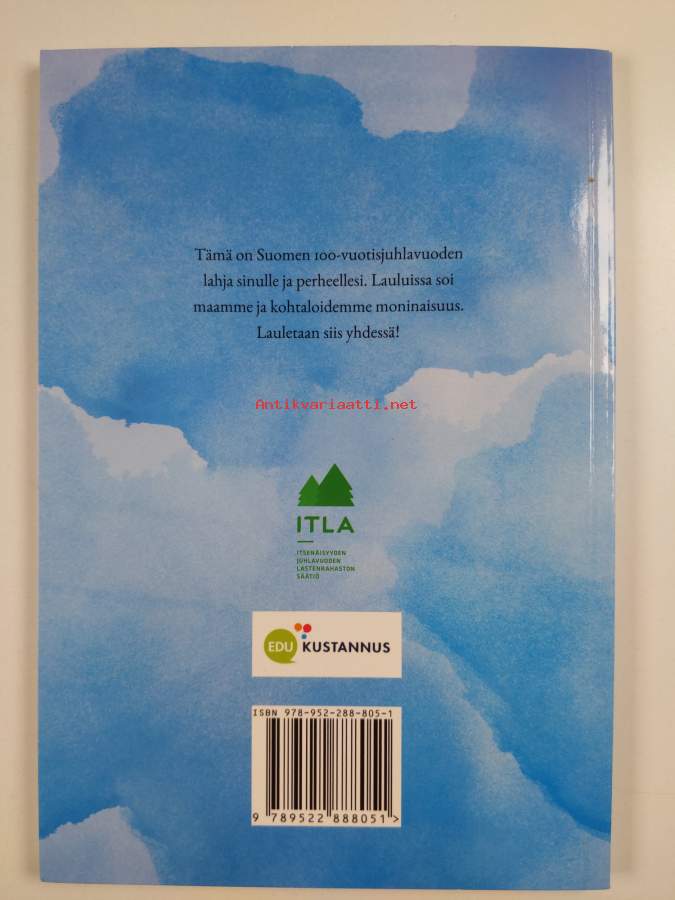 Tämä on Suomen 100-vuotisjuhlavuoden
lahja sinulle ja perheellesi. Lauluissa soi
maamme ja kohtaloidemme moninaisuus.
Lauletaan siis yhdessä!
Antikvariaatti.net
ITLA
ITSENÄISYYDEN
JUHLAVUODEN
LASTENRAHASTON
SÄÄTIÖ
EDU KUSTANNUS
ISBN 978-952-288-805-1
9 789522 888051 >